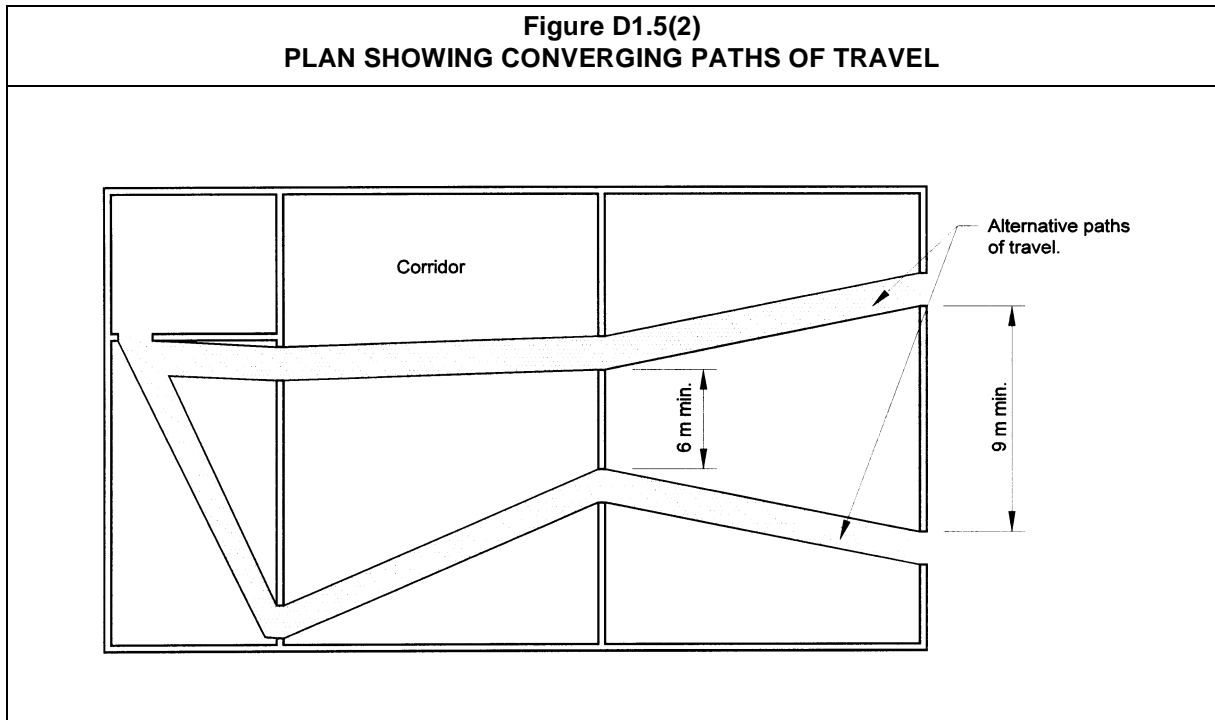 Figure D1.5(2)
PLAN SHOWING CONVERGING PATHS OF TRAVEL
Corridor
Alternative paths
of travel.
6 m min.
9 m min.